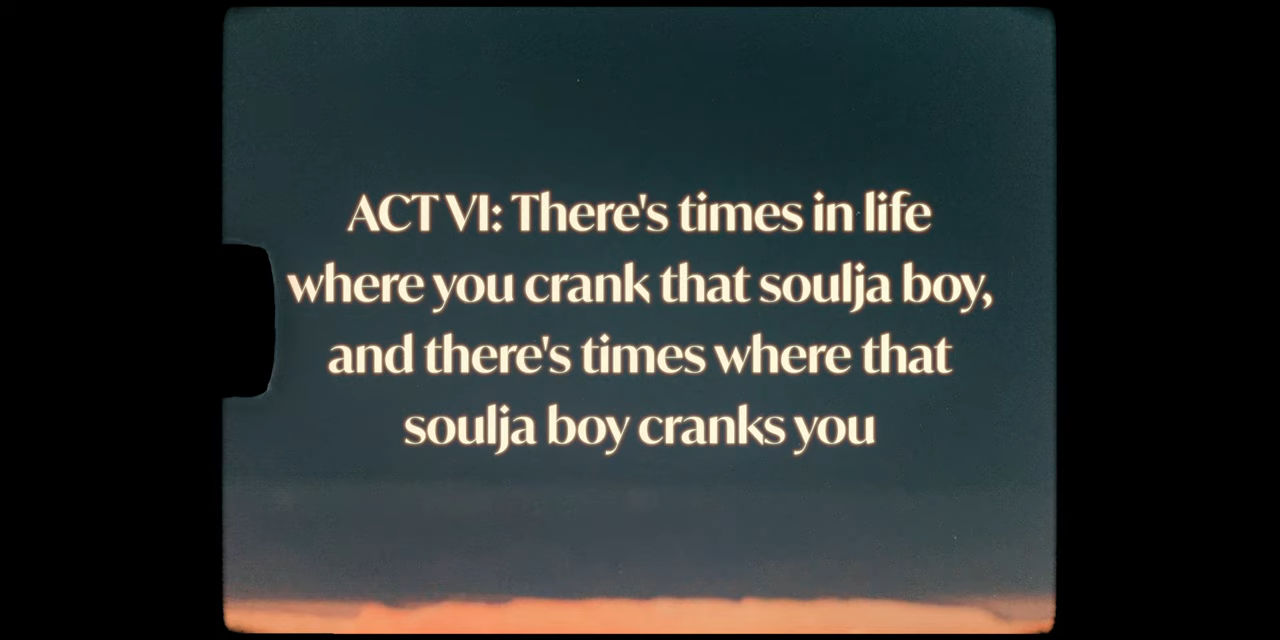 ACT VI: There's times in life
where you crank that soulja boy,
and there's times where that
soulja boy cranks you